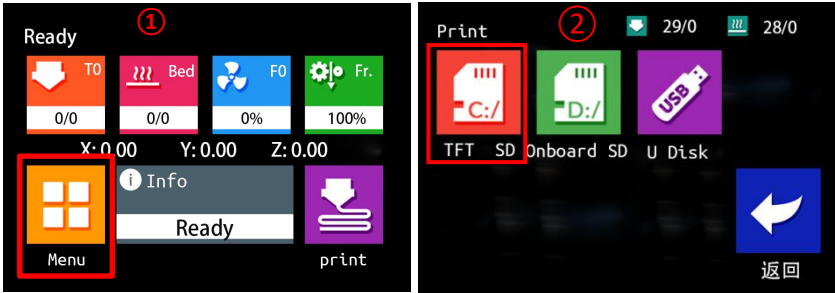 ①
Ready
T0
Bed
F0
Fr.
0/0
0/0
0%
100%
X: 0.00 Y: 0.00 Z: 0.00
Menu
i Info
Ready
print
②
Print
29/0
28/0
C:/
D:/
USB
TFT SD
Onboard SD
U Disk
返回